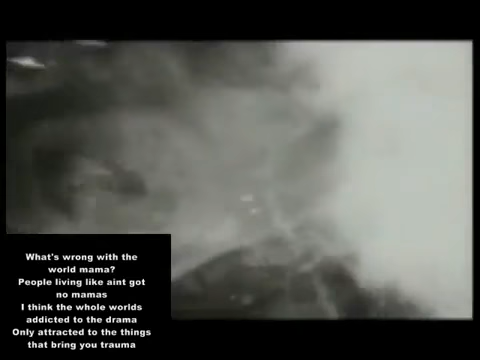 What's wrong with the
world mama?
People living like aint got
no mamas
I think the whole worlds
addicted to the drama
Only attracted to the things
that bring you trauma